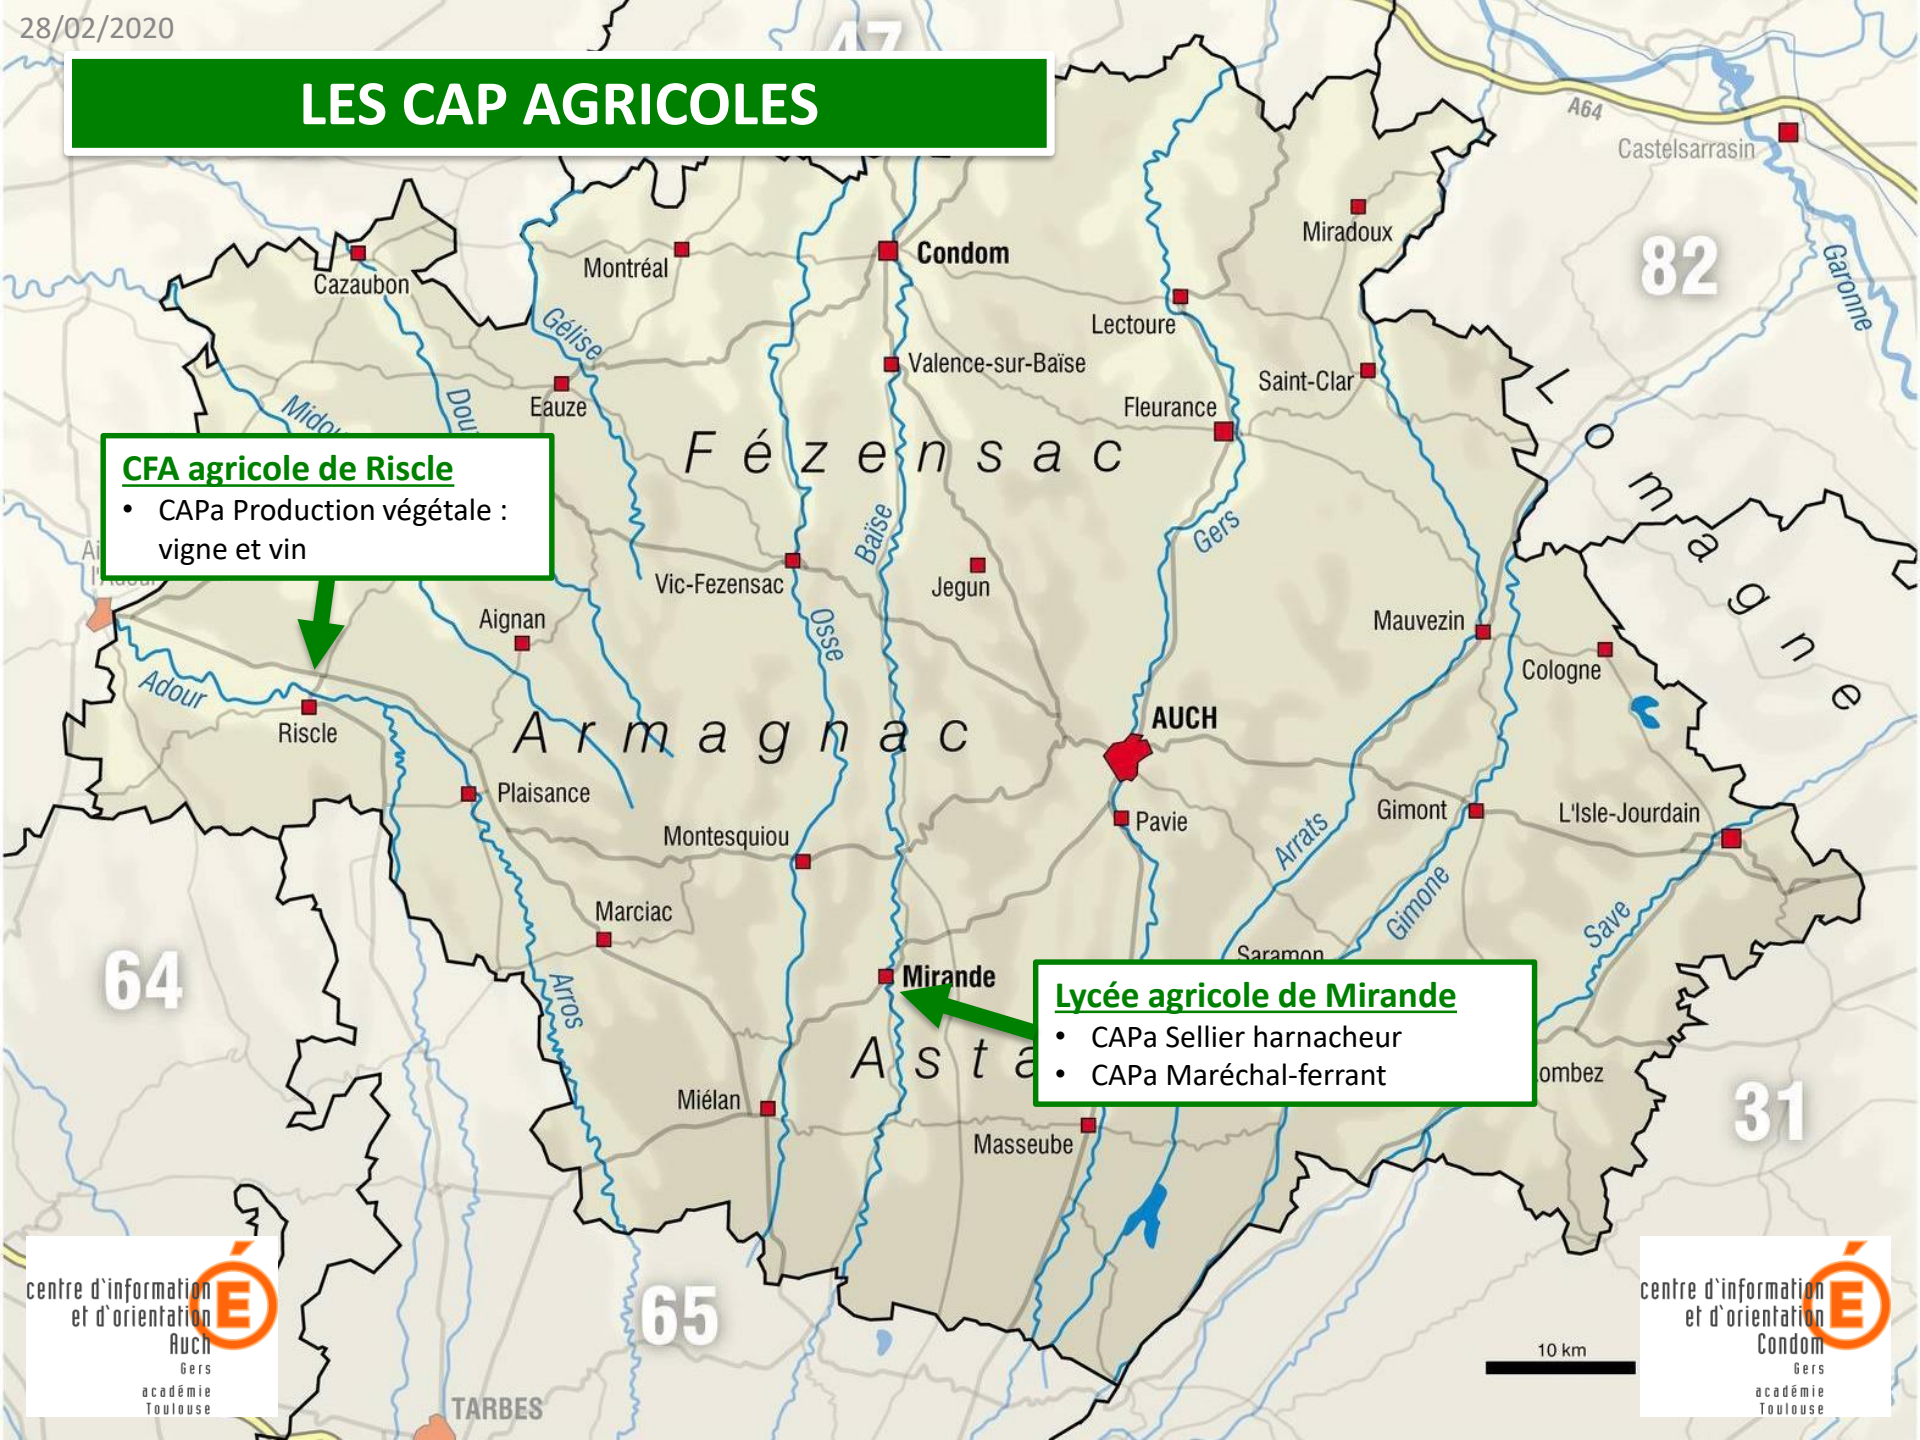 28/02/2020
47
LES CAP AGRICOLES
A64
Castelsarrasin
Miradoux
82
Garonne
Condom
Montréal
Cazaubon
Lectoure
Gélise
Valence-sur-Baïse
Saint-Clar
Eauze
Fleurance
Fézensac
Lomagne
CFA agricole de Riscle
• CAPa Production végétale :
vigne et vin
Baïse
Gers
Vic-Fezensac
Jegun
Aignan
Osse
Mauvezin
Cologne
Adour
Riscle
Armagnac
AUCH
Plaisance
Montesquiou
Pavie
Arrats
Gimont
L'Isle-Jourdain
Marciac
Gimone
Save
64
Arros
Mirande
Saramon
Lycée agricole de Mirande
• CAPa Sellier harnacheur
• CAPa Maréchal-ferrant
Asta
ombez
Miélan
31
Masseube
65
centre d`information
et d`orientation
Auch
Gers
académie
Toulouse
É
TARBES
10 km
centre d`information
et d`orientation
Condom
Gers
académie
Toulouse
É